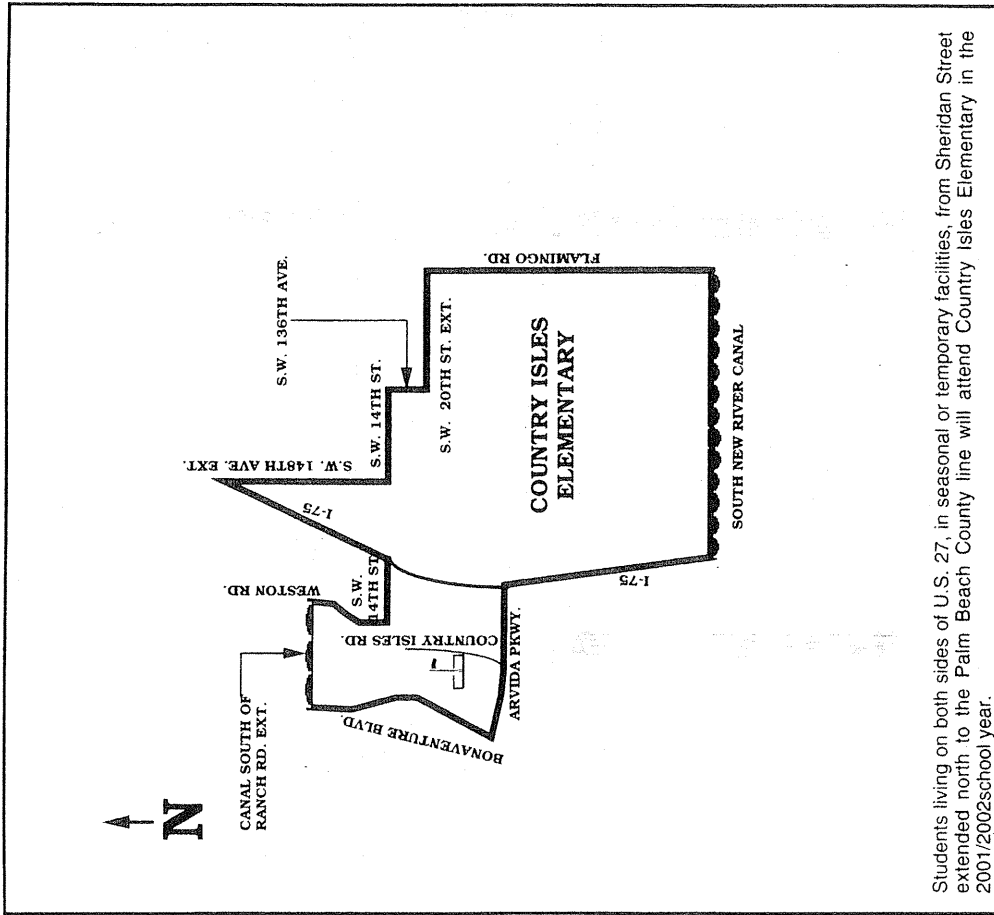 N
CANAL SOUTH OF
RANCH RD. EXT.
WESTON RD.
S.W.
14TH ST.
COUNTRY ISLES RD.
BONAVENTURE BLVD.
ARVIDA PKWY.
I-75
S.W. 148TH AVE. EXT.
S.W. 14TH ST.
S.W. 136TH AVE.
S.W. 20TH ST. EXT.
FLAMINGO RD.
COUNTRY ISLES
ELEMENTARY
I-75
SOUTH NEW RIVER CANAL
Students living on both sides of U.S. 27, in seasonal or temporary facilities, from Sheridan Street
extended north to the Palm Beach County line will attend Country Isles Elementary in the
2001/2002school year.